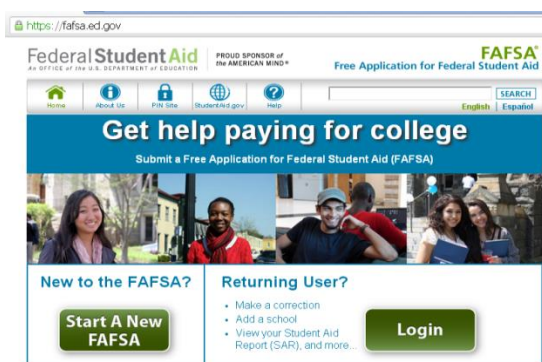 https://fafsa.ed.gov
Federal Student Aid
An OFFICE of the U.S. DEPARTMENT of EDUCATION
PROUD SPONSOR of
the AMERICAN MIND®
FAFSA®
Free Application for Federal Student Aid
Home About Us PIN Site StudentAid.gov Help
SEARCH
English | Español
Get help paying for college
Submit a Free Application for Federal Student Aid (FAFSA)
New to the FAFSA?
Start A New
FAFSA
Returning User?
• Make a correction
• Add a school
• View your Student Aid
Report (SAR), and more...
Login